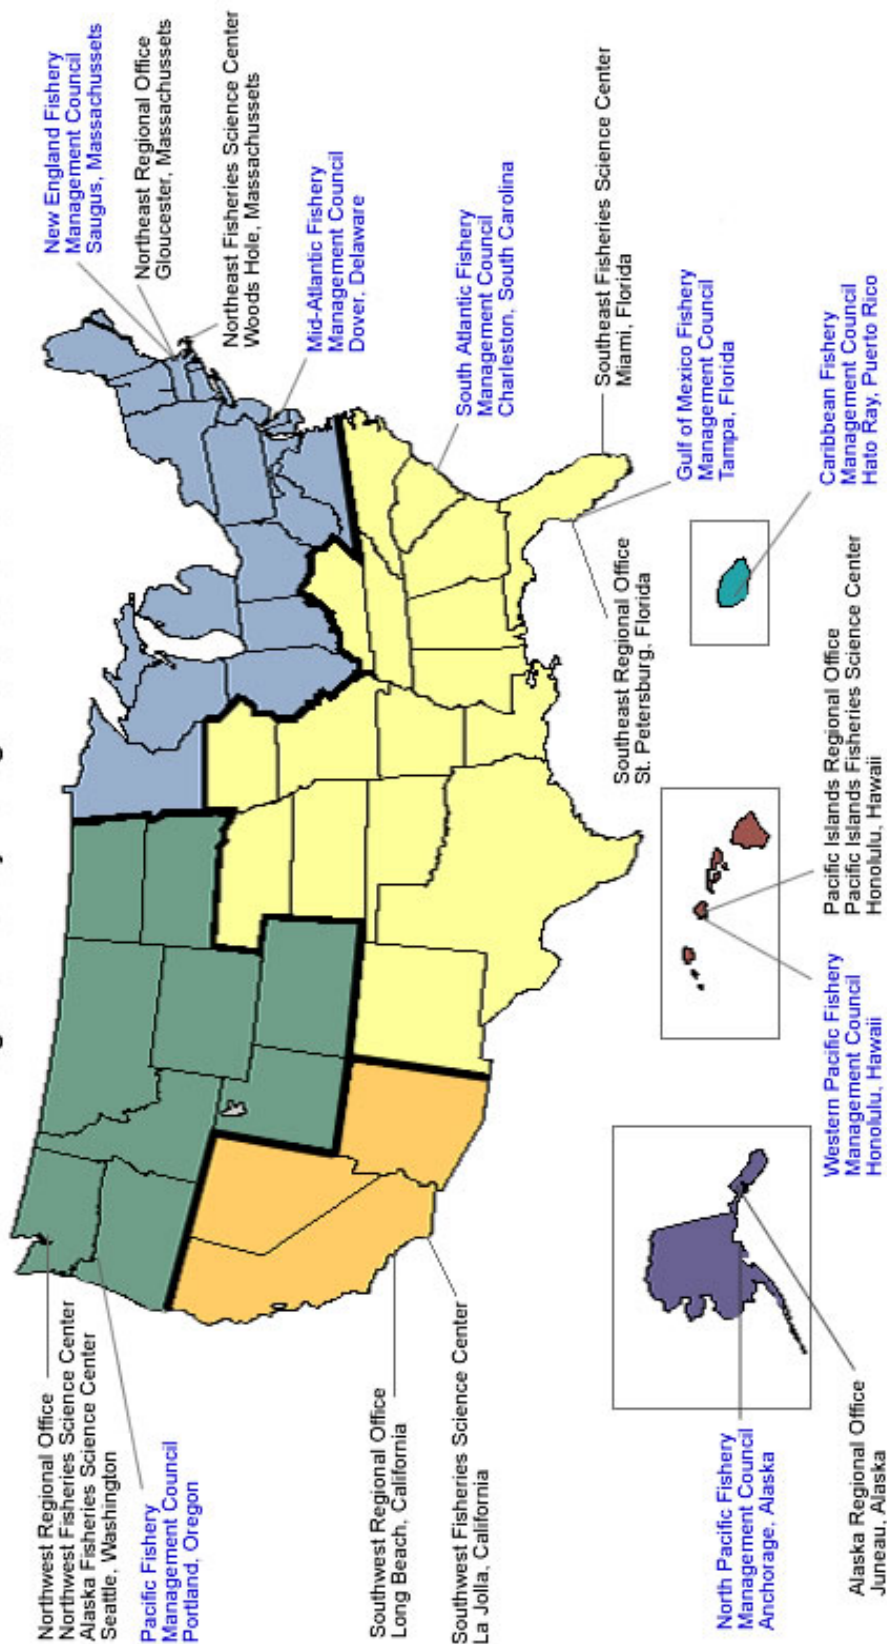 New England Fishery
Management Council
Saugus, Massachussets
Northeast Regional Office
Gloucester, Massachussets
Northeast Fisheries Science Center
Woods Hole, Massachussets
Mid-Atlantic Fishery
Management Council
Dover, Delaware
South Atlantic Fishery
Management Council
Charleston, South Carolina
Southeast Fisheries Science Center
Miami, Florida
Gulf of Mexico Fishery
Management Council
Tampa, Florida
Caribbean Fishery
Management Council
Hato Ray, Puerto Rico
Southeast Regional Office
St. Petersburg, Florida
Pacific Islands Regional Office
Pacific Islands Fisheries Science Center
Honolulu, Hawaii
Western Pacific Fishery
Management Council
Honolulu, Hawaii
Northwest Regional Office
Northwest Fisheries Science Center
Alaska Fisheries Science Center
Seattle, Washington
Pacific Fishery
Management Council
Portland, Oregon
Southwest Regional Office
Long Beach, California
Southwest Fisheries Science Center
La Jolla, California
North Pacific Fishery
Management Council
Anchorage, Alaska
Alaska Regional Office
Juneau, Alaska